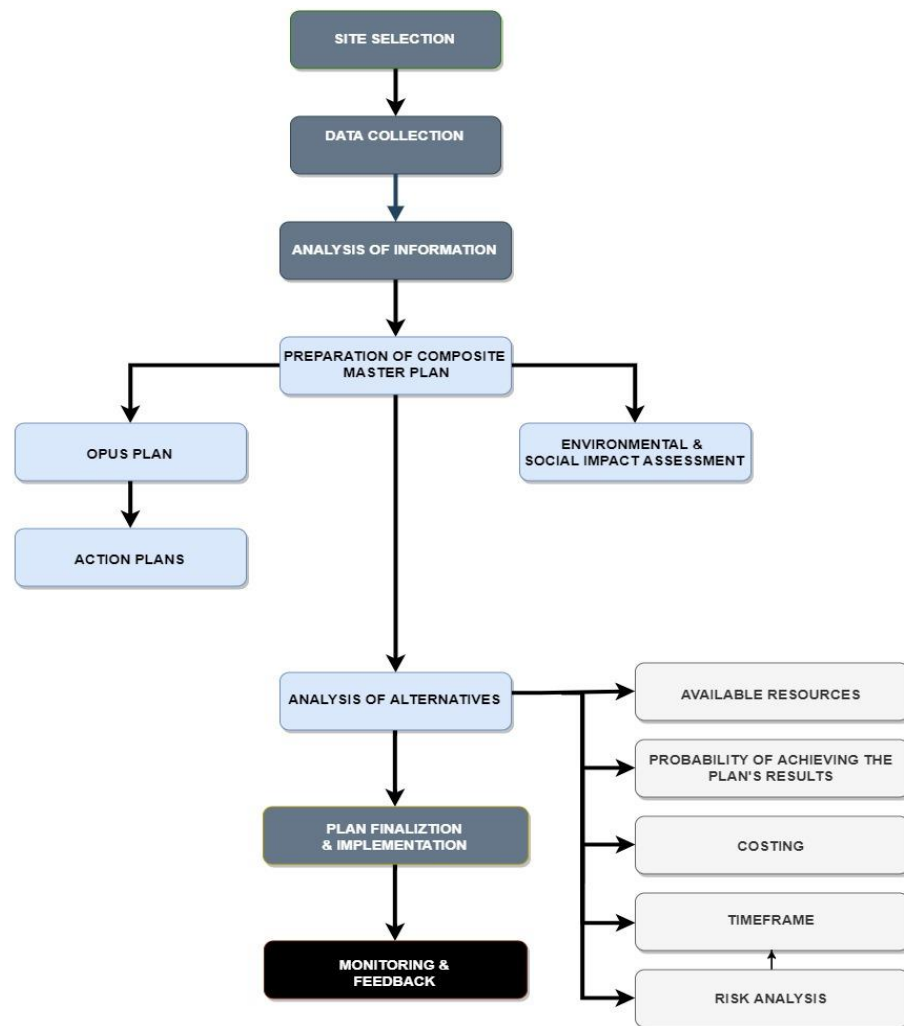 SITE SELECTION
DATA COLLECTION
ANALYSIS OF INFORMATION
PREPARATION OF COMPOSITE
MASTER PLAN
OPUS PLAN
ENVIRONMENTAL &
SOCIAL IMPACT ASSESSMENT
ACTION PLANS
ANALYSIS OF ALTERNATIVES
AVAILABLE RESOURCES
PROBABILITY OF ACHIEVING THE
PLAN'S RESULTS
PLAN FINALIZTION
& IMPLEMENTATION
COSTING
TIMEFRAME
MONITORING &
FEEDBACK
RISK ANALYSIS